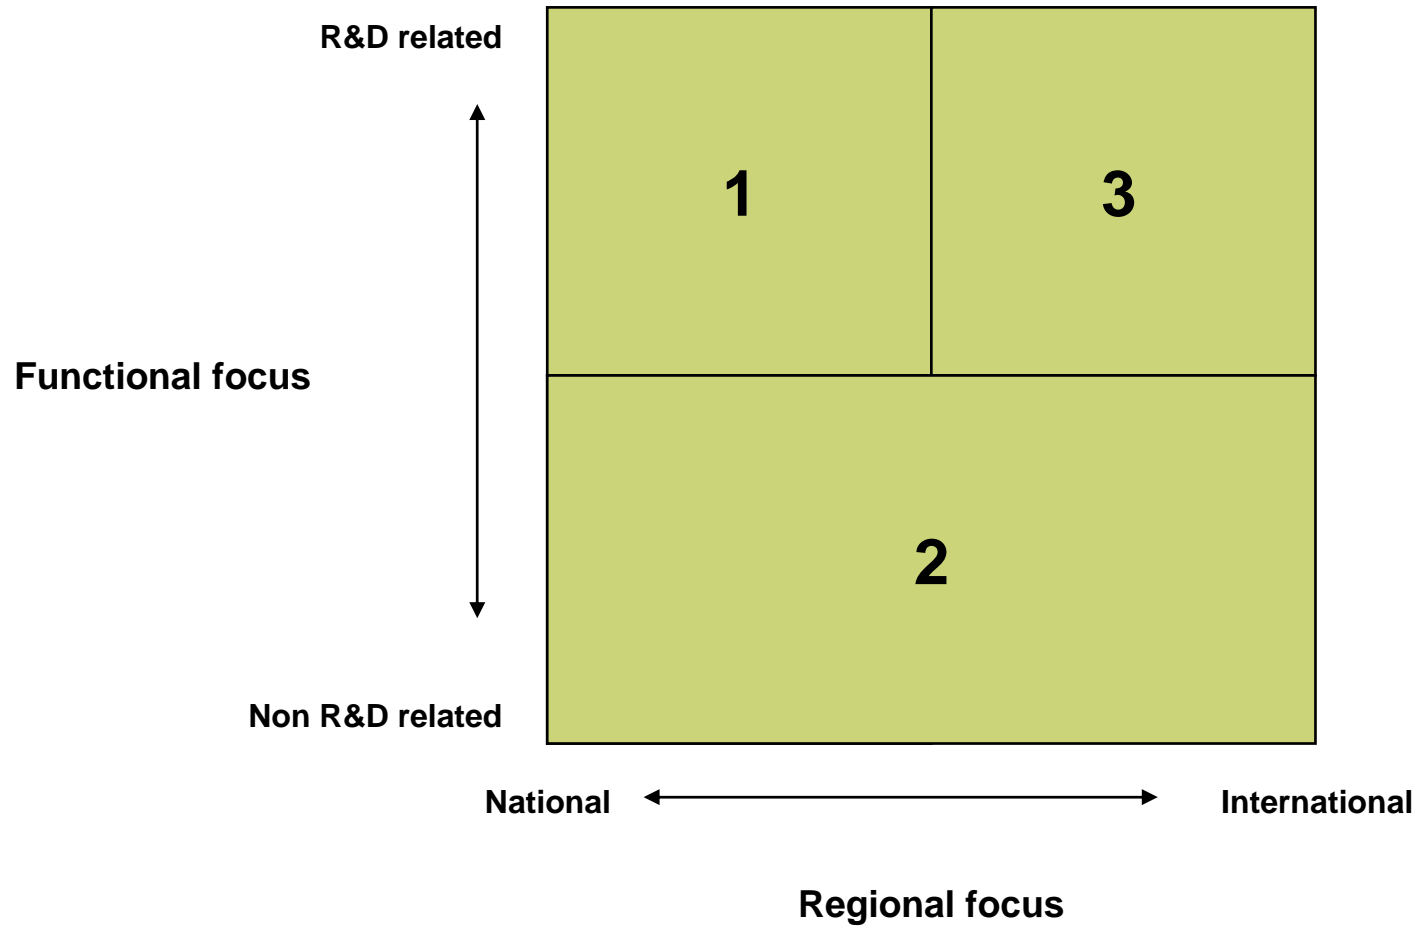 R&D related
1
3
Functional focus
2
Non R&D related
National
International
Regional focus